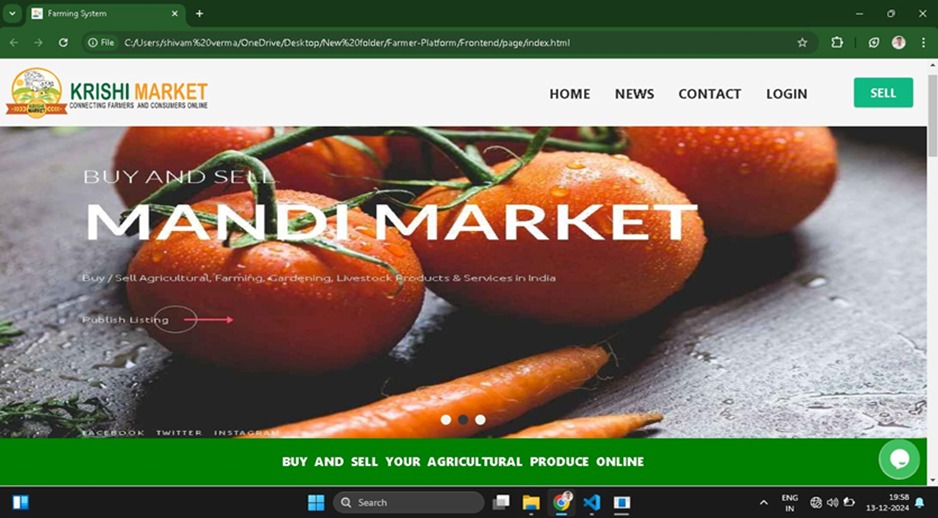 Farming System
File C:/Users/shivam%20verma/OneDrive/Desktop/New%20folder/Farmer-Platform/Frontend/page/index.html
KRISHI MARKET
CONNECTING FARMERS AND CONSUMERS ONLINE
HOME NEWS CONTACT LOGIN SELL
BUY AND SELL
MANDI MARKET
Buy / Sell Agricultural, Farming, Gardening, Livestock Products & Services in India
Publish Listing
FACEBOOK TWITTER INSTAGRAM
BUY AND SELL YOUR AGRICULTURAL PRODUCE ONLINE
Search
ENG
IN
19:58
13-12-2024